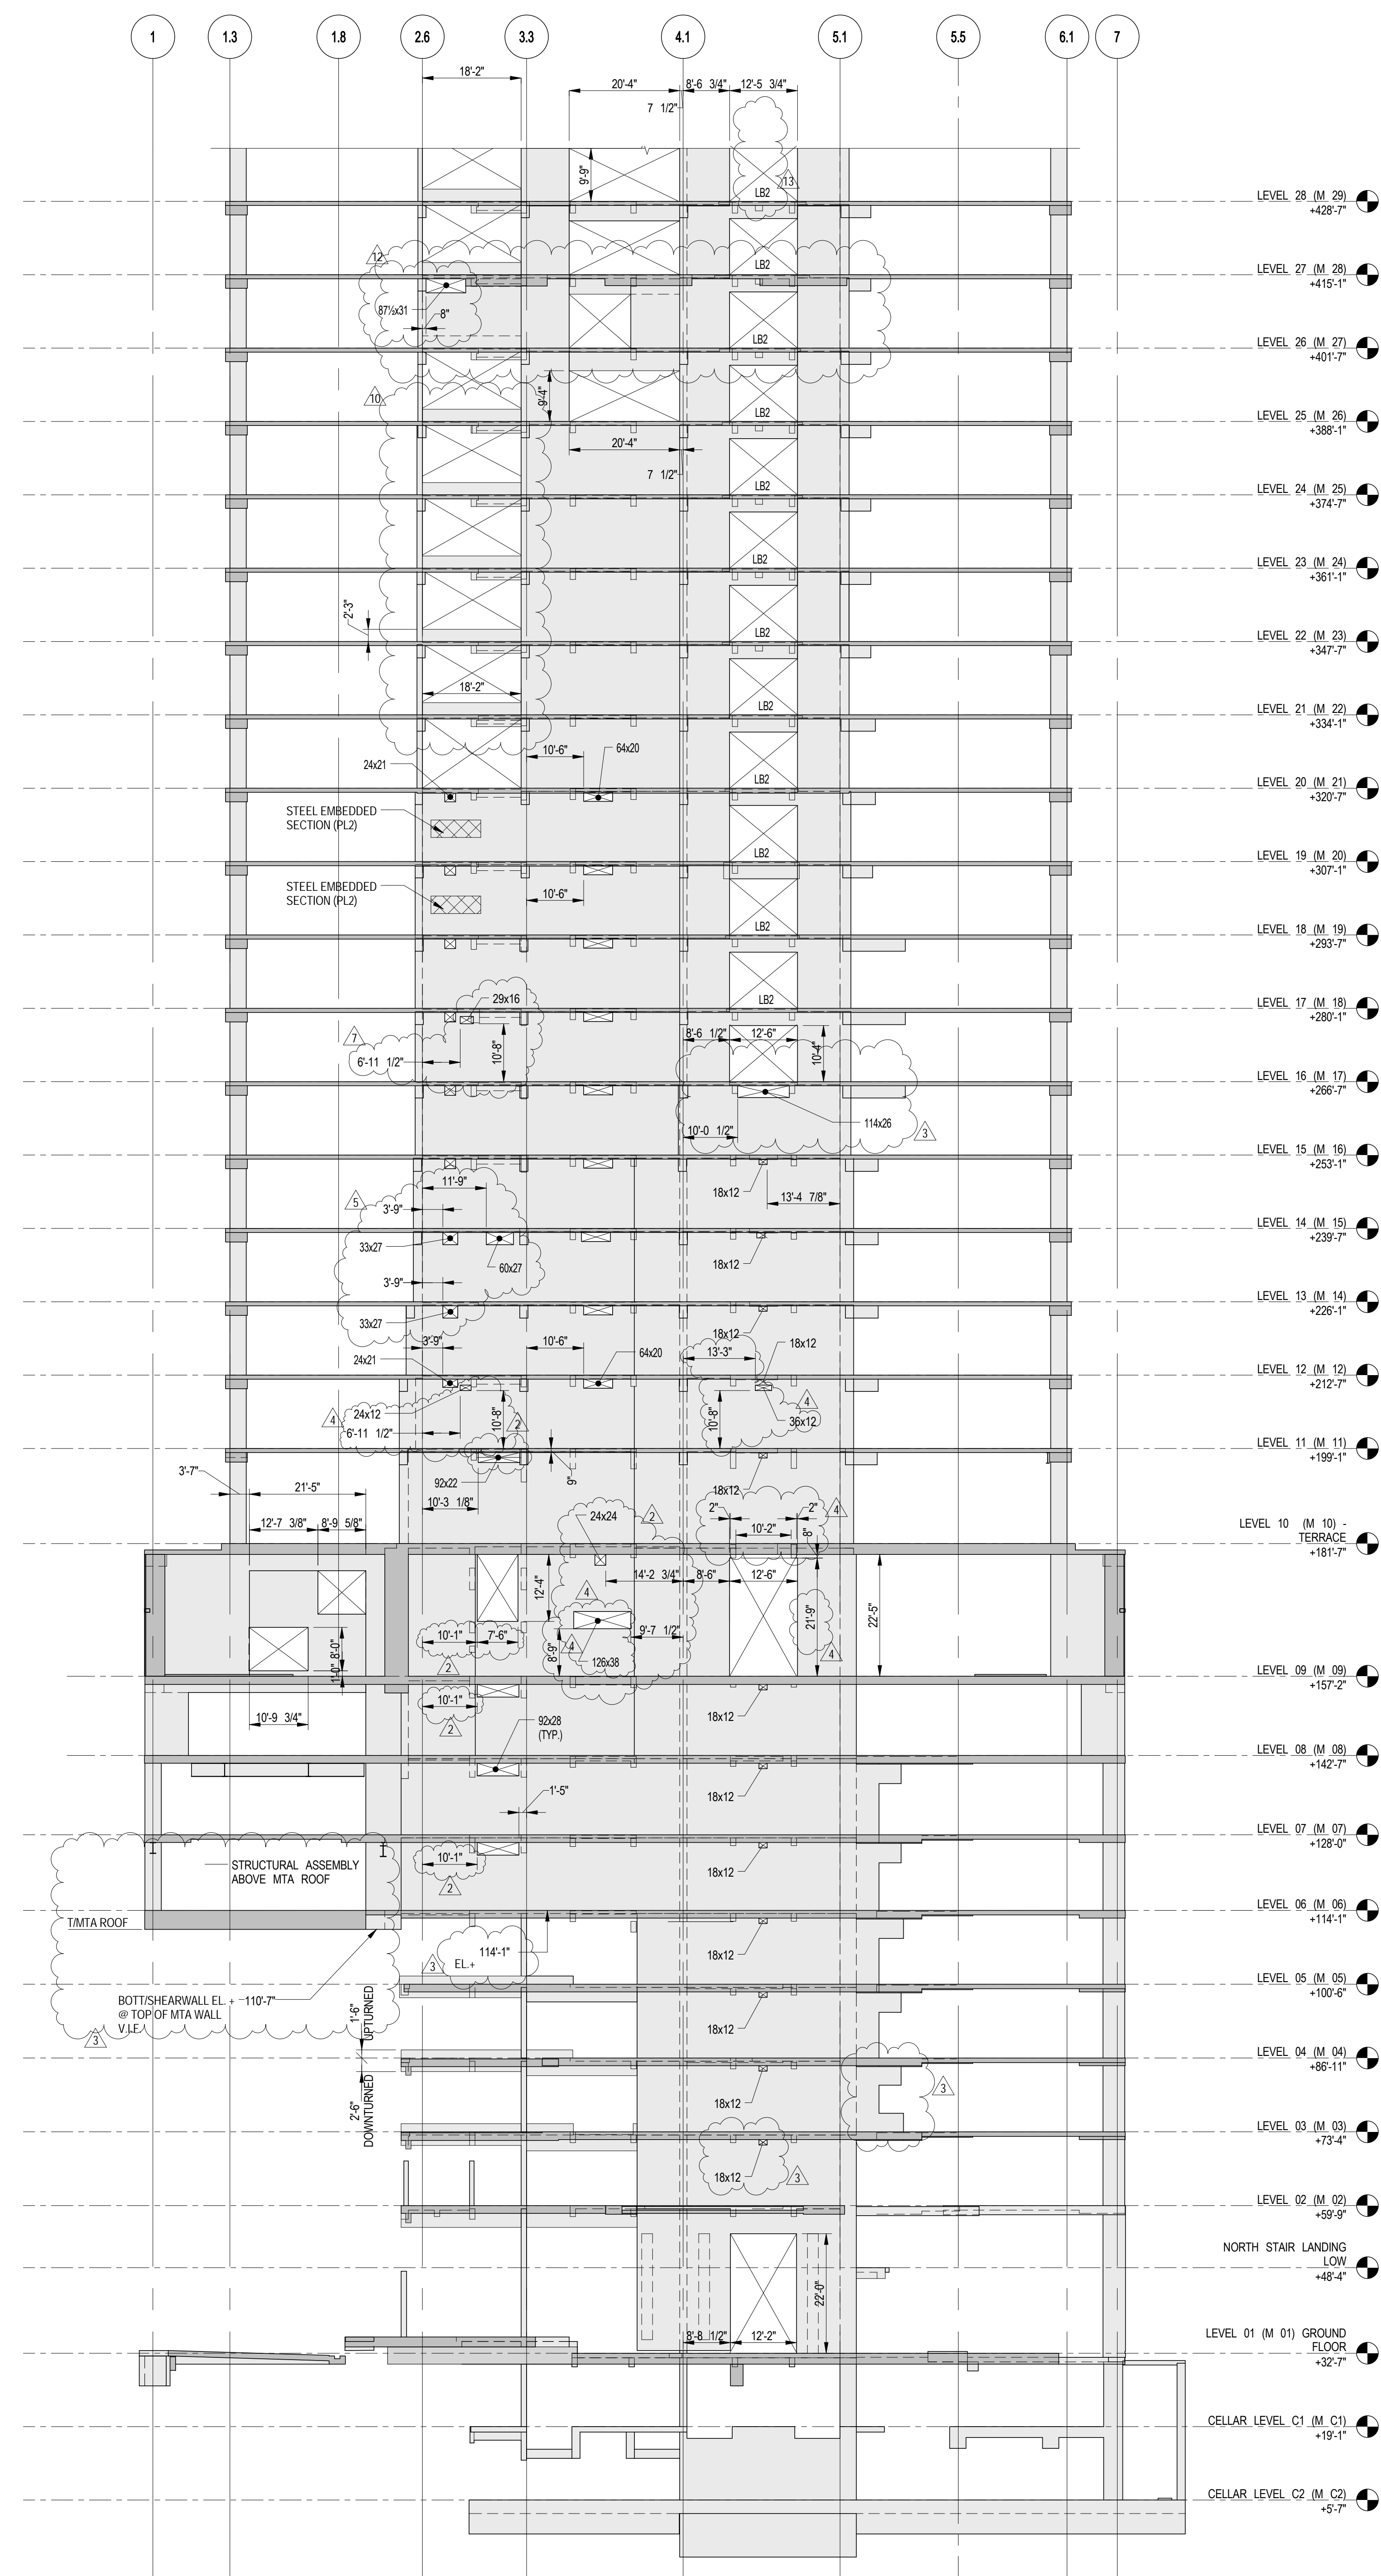 1 1.3 1.8 2.6 3.3 4.1 5.1 5.5 6.1 7
18'-2" 20'-4" 8'-6 3/4" 12'-5 3/4"
7 1/2"
9'-9"
13
LB2
LEVEL 28 (M 29)
+428'-7"
12
LB2
LEVEL 27 (M 28)
+415'-1"
87½x31
8"
LB2
LEVEL 26 (M 27)
+401'-7"
10
9'-4"
LB2
LEVEL 25 (M 26)
+388'-1"
20'-4"
7 1/2"
LB2
LEVEL 24 (M 25)
+374'-7"
LB2
LEVEL 23 (M 24)
+361'-1"
2'-3"
LB2
LEVEL 22 (M 23)
+347'-7"
18'-2"
LB2
LEVEL 21 (M 22)
+334'-1"
10'-6"
64x20
24x21
LB2
LEVEL 20 (M 21)
+320'-7"
STEEL EMBEDDED
SECTION (PL2)
LB2
LEVEL 19 (M 20)
+307'-1"
STEEL EMBEDDED
SECTION (PL2)
10'-6"
LB2
LEVEL 18 (M 19)
+293'-7"
29x16
LB2
LEVEL 17 (M 18)
+280'-1"
7
6'-11 1/2"
10'-8"
8'-6 1/2"
12'-6"
10'-4"
LEVEL 16 (M 17)
+266'-7"
114x26
10'-0 1/2"
3
LEVEL 15 (M 16)
+253'-1"
5
11'-9"
3'-9"
18x12
13'-4 7/8"
LEVEL 14 (M 15)
+239'-7"
33x27
60x27
18x12
3'-9"
LEVEL 13 (M 14)
+226'-1"
33x27
18x12
3'-9"
10'-6"
64x20
13'-3"
18x12
24x21
LEVEL 12 (M 12)
+212'-7"
4
24x12
6'-11 1/2"
10'-8"
2
10'-8"
36x12
4
LEVEL 11 (M 11)
+199'-1"
3'-7"
21'-5"
92x22
9"
18x12
10'-3 1/8"
12'-7 3/8"
8'-9 5/8"
24x24
2
2"
10'-2"
2"
4
8"
LEVEL 10 (M 10) -
TERRACE
+181'-7"
12'-4"
14'-2 3/4"
8'-6"
12'-6"
4
21'-9"
22'-5"
8'-0"
1'-0"
10'-1"
7'-6"
9'-7 1/2"
8'-9"
4
126x38
2
4
LEVEL 09 (M 09)
+157'-2"
10'-1"
10'-9 3/4"
2
92x28
(TYP.)
18x12
LEVEL 08 (M 08)
+142'-7"
1'-5"
18x12
LEVEL 07 (M 07)
+128'-0"
STRUCTURAL ASSEMBLY
ABOVE MTA ROOF
10'-1"
2
18x12
T/MTA ROOF
LEVEL 06 (M 06)
+114'-1"
114'-1"
EL.+
3
18x12
LEVEL 05 (M 05)
+100'-6"
BOTT/SHEARWALL EL. + 110'-7"
@ TOP OF MTA WALL
V.I.F.
3
1'-6"
UPTURNED
18x12
LEVEL 04 (M 04)
+86'-11"
2'-6"
DOWNTURNED
18x12
3
LEVEL 03 (M 03)
+73'-4"
18x12
3
LEVEL 02 (M 02)
+59'-9"
NORTH STAIR LANDING
LOW
+48'-4"
22'-0"
8'-8 1/2"
12'-2"
LEVEL 01 (M 01) GROUND
FLOOR
+32'-7"
CELLAR LEVEL C1 (M C1)
+19'-1"
CELLAR LEVEL C2 (M C2)
+5'-7"